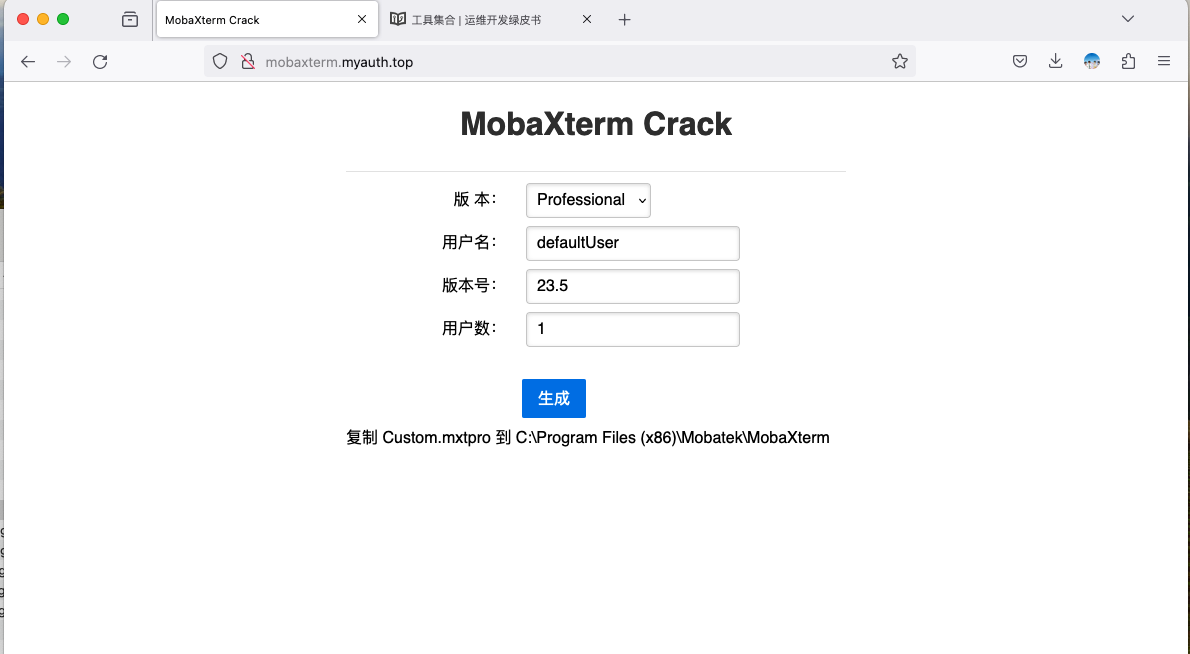 MobaXterm Crack
工具集合 | 运维开发绿皮书
mobaxterm.myauth.top
MobaXterm Crack
版 本： Professional
用户名： defaultUser
版本号： 23.5
用户数： 1
生成
复制 Custom.mxtpro 到 C:\Program Files (x86)\Mobatek\MobaXterm